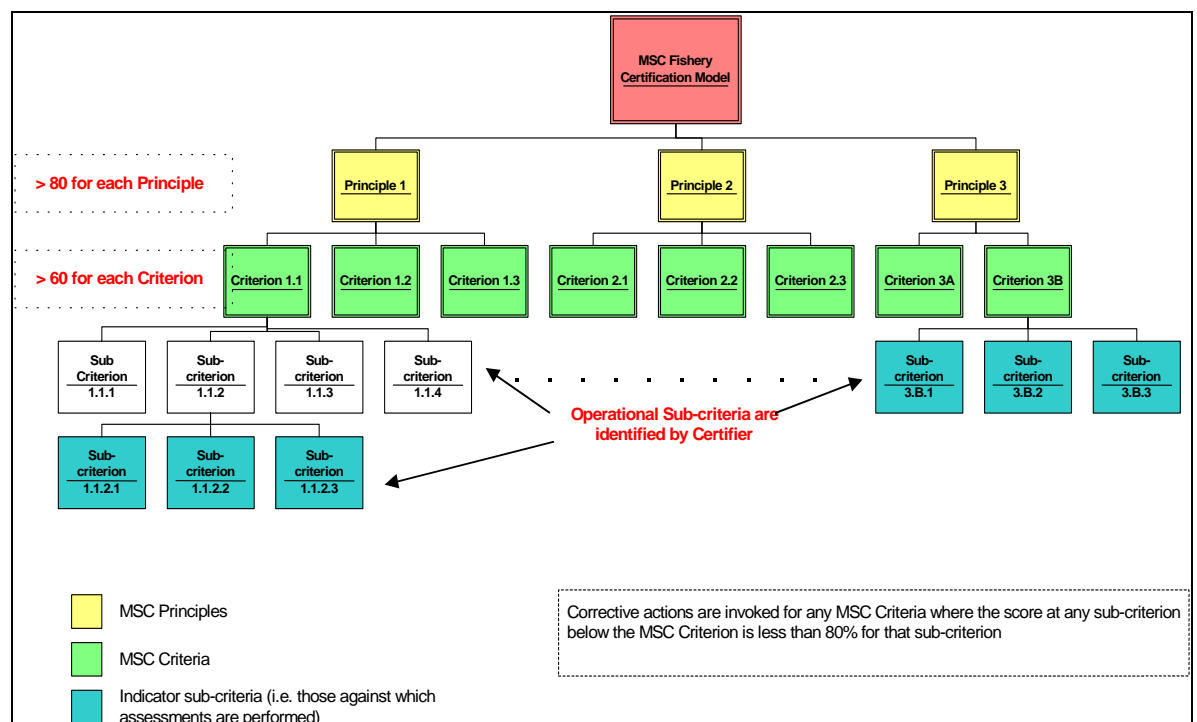 MSC Fishery
Certification Model
> 80 for each Principle
Principle 1
Principle 2
Principle 3
> 60 for each Criterion
Criterion 1.1
Criterion 1.2
Criterion 1.3
Criterion 2.1
Criterion 2.2
Criterion 2.3
Criterion 3A
Criterion 3B
Sub
Criterion
1.1.1
Sub-
criterion
1.1.2
Sub-
criterion
1.1.3
Sub-
criterion
1.1.4
Sub-
criterion
3.B.1
Sub-
criterion
3.B.2
Sub-
criterion
3.B.3
Operational Sub-criteria are
identified by Certifier
Sub-
criterion
1.1.2.1
Sub-
criterion
1.1.2.2
Sub-
criterion
1.1.2.3
MSC Principles
MSC Criteria
Indicator sub-criteria (i.e. those against which
assessments are performed)
Corrective actions are invoked for any MSC Criteria where the score at any sub-criterion
below the MSC Criterion is less than 80% for that sub-criterion